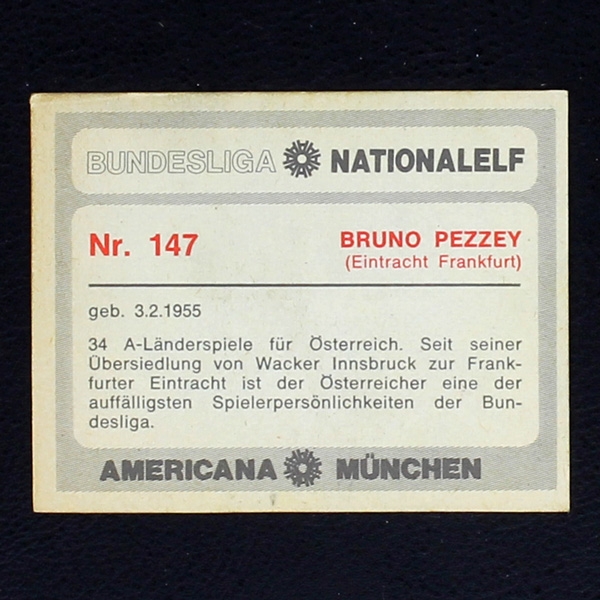 BUNDESLIGA NATIONALELF
Nr. 147
BRUNO PEZZEY
(Eintracht Frankfurt)
geb. 3.2.1955
34 A-Länderspiele für Österreich. Seit seiner
Übersiedlung von Wacker Innsbruck zur Frank-
furter Eintracht ist der Österreicher eine der
auffälligsten Spielerpersönlichkeiten der Bun-
desliga.
AMERICANA MÜNCHEN